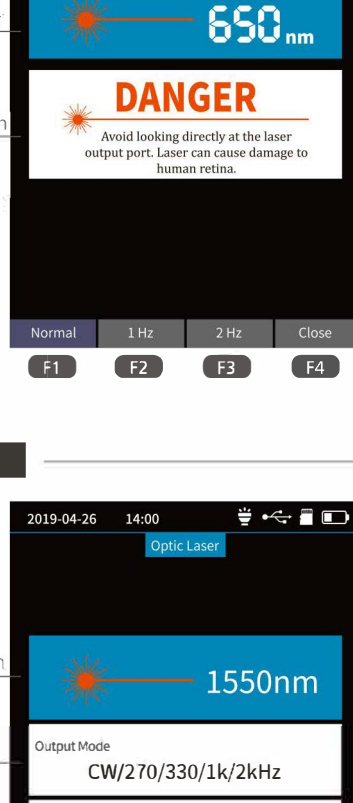 650 nm
DANGER
Avoid looking directly at the laser
output port. Laser can cause damage to
human retina.
Normal 1 Hz 2 Hz Close
F1 F2 F3 F4
2019-04-26 14:00
Optic Laser
1550nm
Output Mode
CW/270/330/1k/2kHz